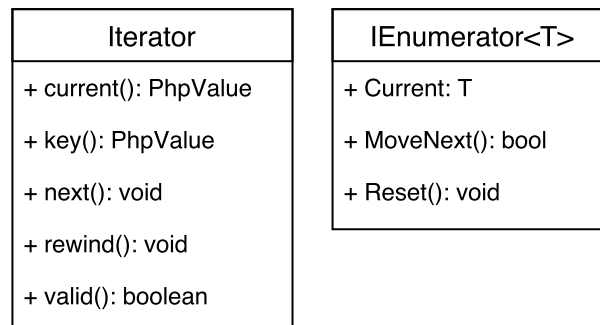 Iterator
+ current(): PhpValue
+ key(): PhpValue
+ next(): void
+ rewind(): void
+ valid(): boolean
IEnumerator<T>
+ Current: T
+ MoveNext(): bool
+ Reset(): void